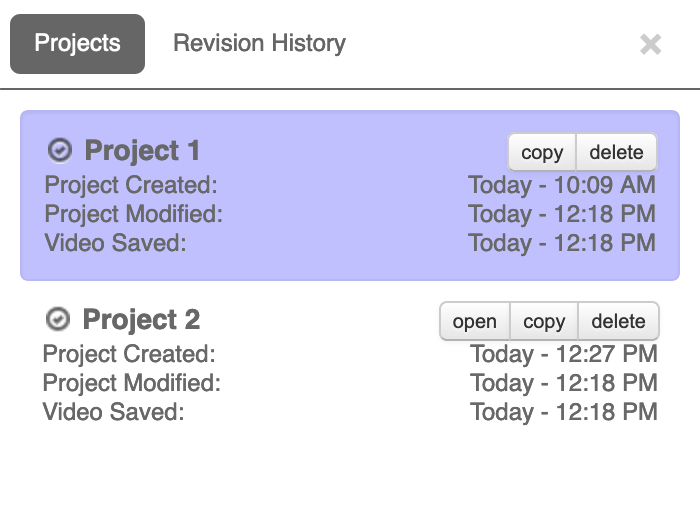 Projects Revision History
Project 1 copy delete
Project Created: Today - 10:09 AM
Project Modified: Today - 12:18 PM
Video Saved: Today - 12:18 PM
Project 2 open copy delete
Project Created: Today - 12:27 PM
Project Modified: Today - 12:18 PM
Video Saved: Today - 12:18 PM